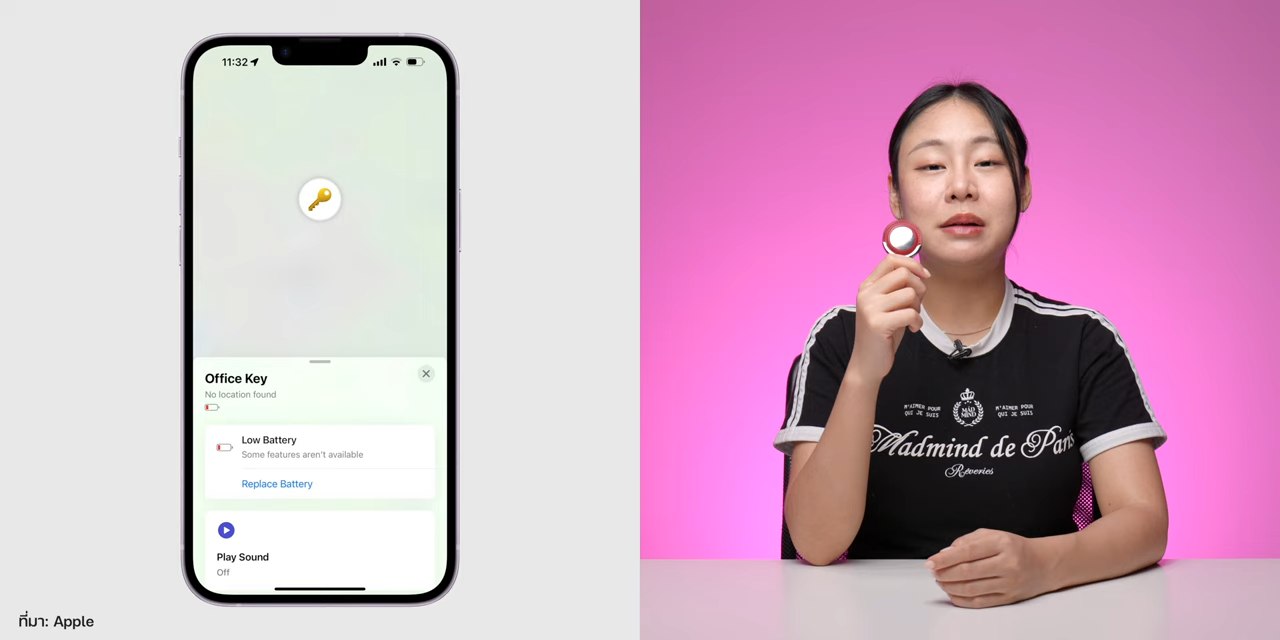 11:32
Office Key
No location found
Low Battery
Some features aren't available
Replace Battery
Play Sound
Off
ที่มา: Apple
M'AIMER POUR
QUI JE SUIS
MAD
MIND
M'AIMER POUR
QUI JE SUIS
Madmind de Paris
Rêveries